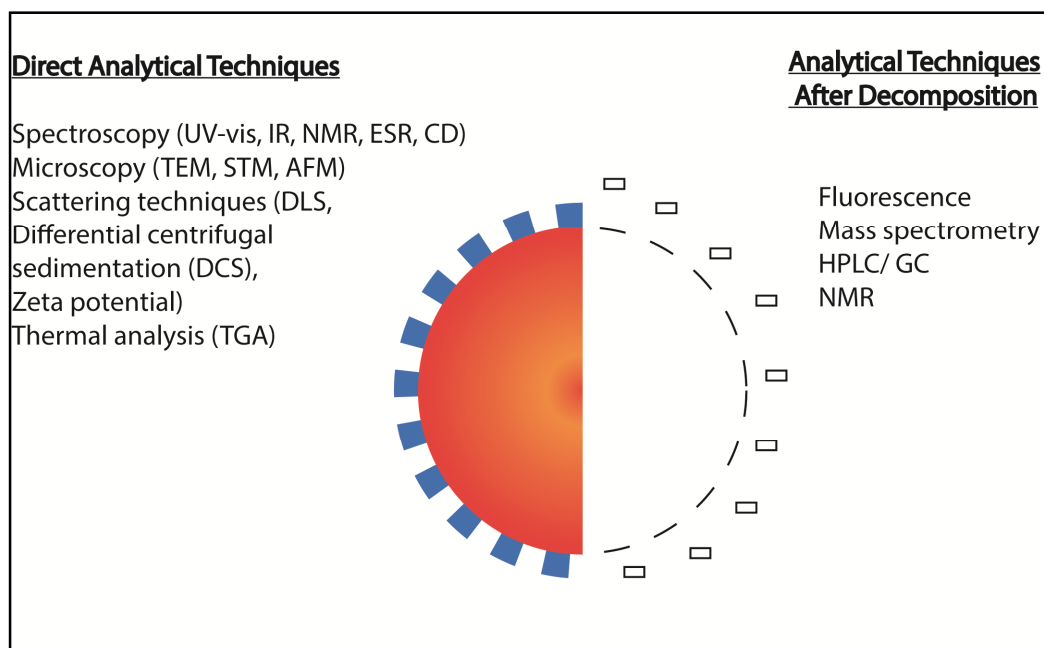 Direct Analytical Techniques
Spectroscopy (UV-vis, IR, NMR, ESR, CD)
Microscopy (TEM, STM, AFM)
Scattering techniques (DLS,
Differential centrifugal
sedimentation (DCS),
Zeta potential)
Thermal analysis (TGA)
Analytical Techniques
After Decomposition
Fluorescence
Mass spectrometry
HPLC/ GC
NMR